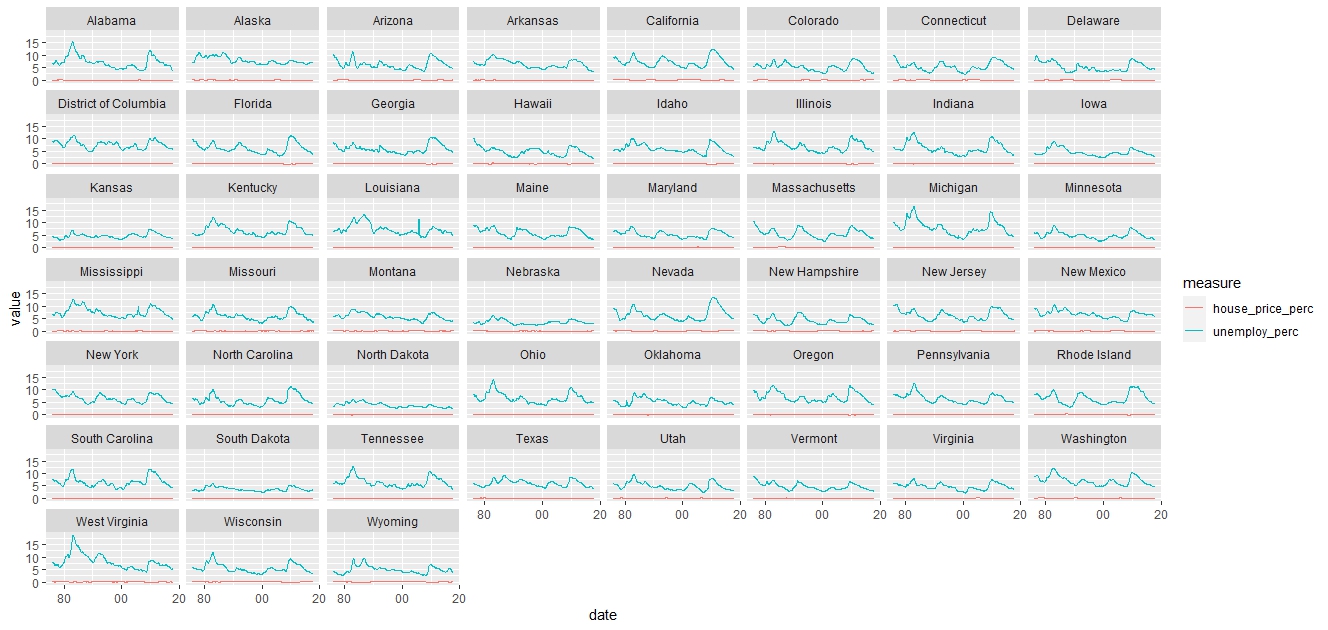 Alabama Alaska Arizona Arkansas California Colorado Connecticut Delaware
15
10
5
0
District of Columbia Florida Georgia Hawaii Idaho Illinois Indiana Iowa
15
10
5
0
Kansas Kentucky Louisiana Maine Maryland Massachusetts Michigan Minnesota
15
10
5
0
Mississippi Missouri Montana Nebraska Nevada New Hampshire New Jersey New Mexico
15
10
5
0
New York North Carolina North Dakota Ohio Oklahoma Oregon Pennsylvania Rhode Island
15
10
5
0
South Carolina South Dakota Tennessee Texas Utah Vermont Virginia Washington
15
10
5
0
80 00 20 80 00 20 80 00 20 80 00 20 80 00 20
West Virginia Wisconsin Wyoming
15
10
5
0
80 00 20 80 00 20 80 00 20
date
value
measure
house_price_perc
unemploy_perc